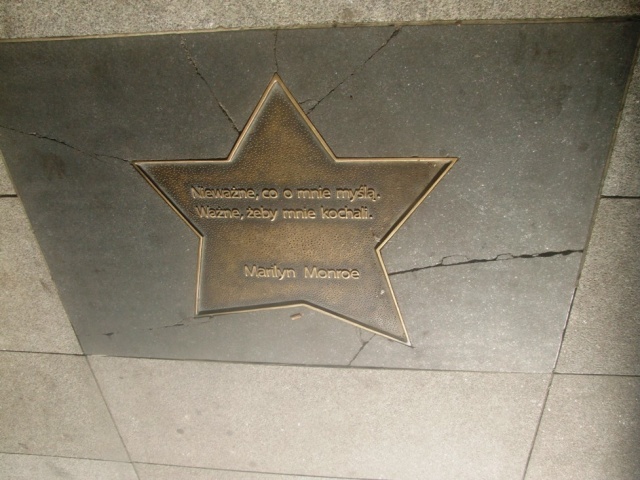 Nieważne, co o mnie myślą.
Ważne, żeby mnie kochali.
Marilyn Monroe